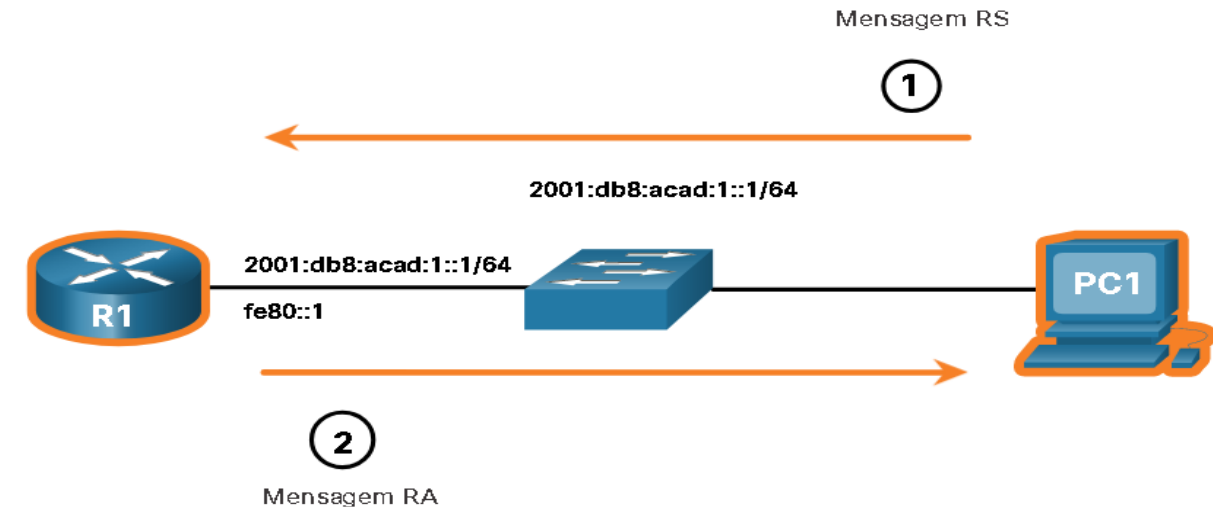 Mensagem RS
1
2001:db8:acad:1::1/64
2001:db8:acad:1::1/64
R1
fe80::1
PC1
2
Mensagem RA